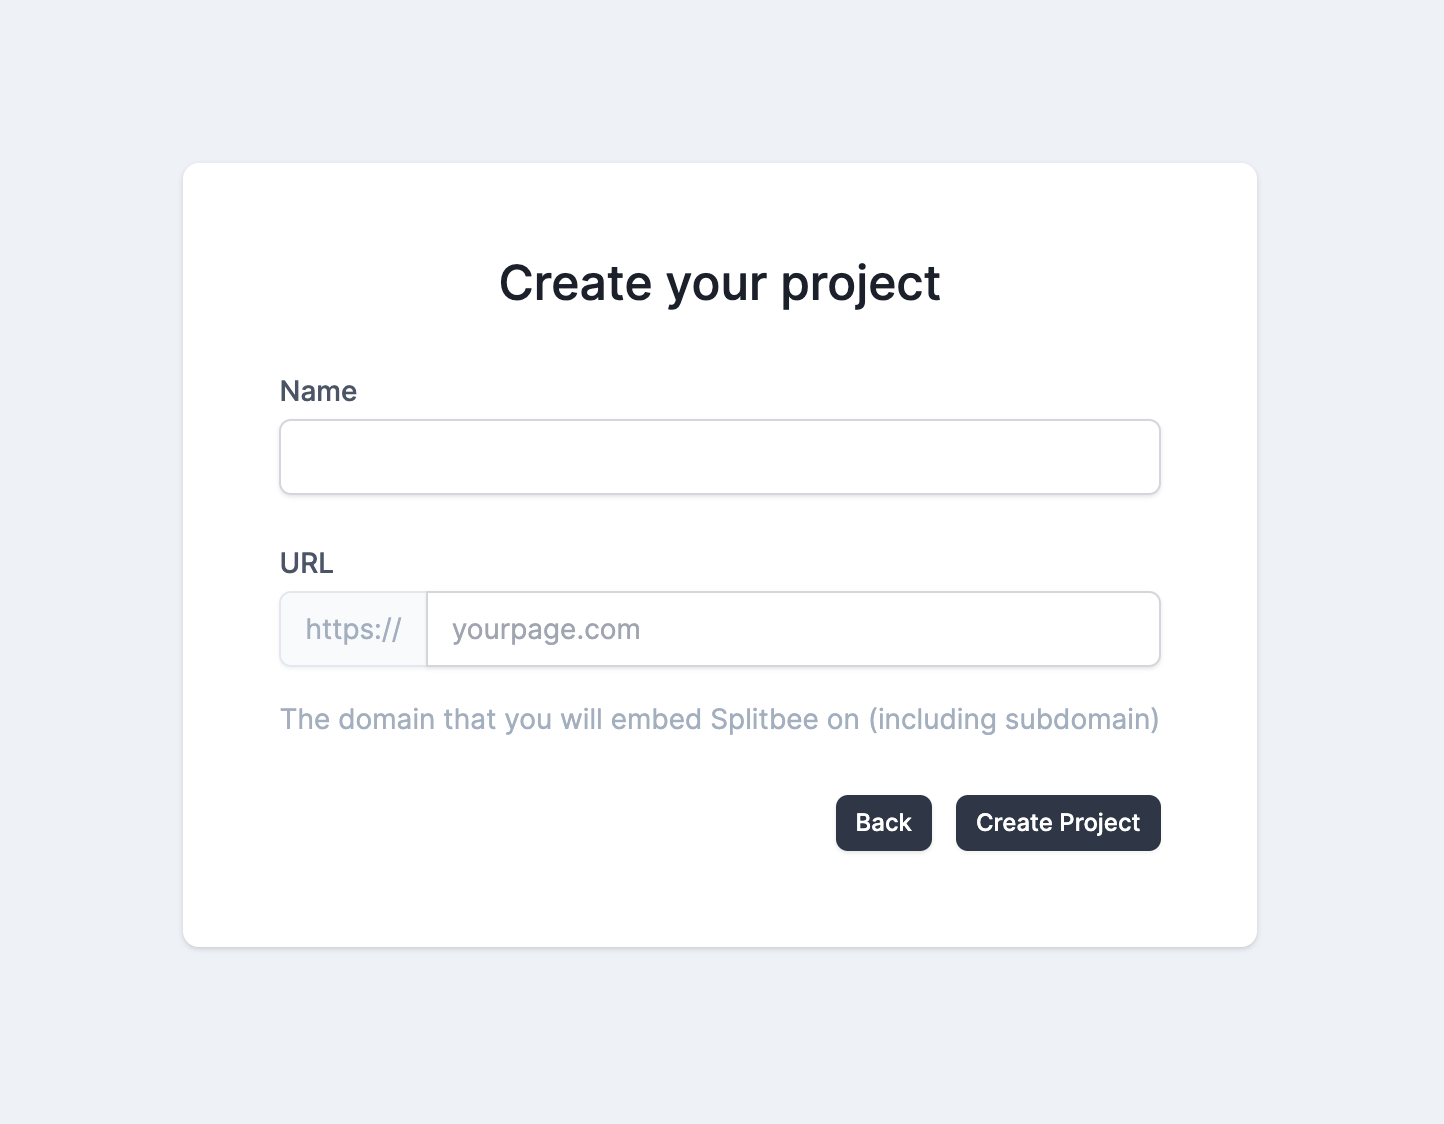 Create your project
Name
URL
https:// yourpage.com
The domain that you will embed Splitbee on (including subdomain)
Back Create Project